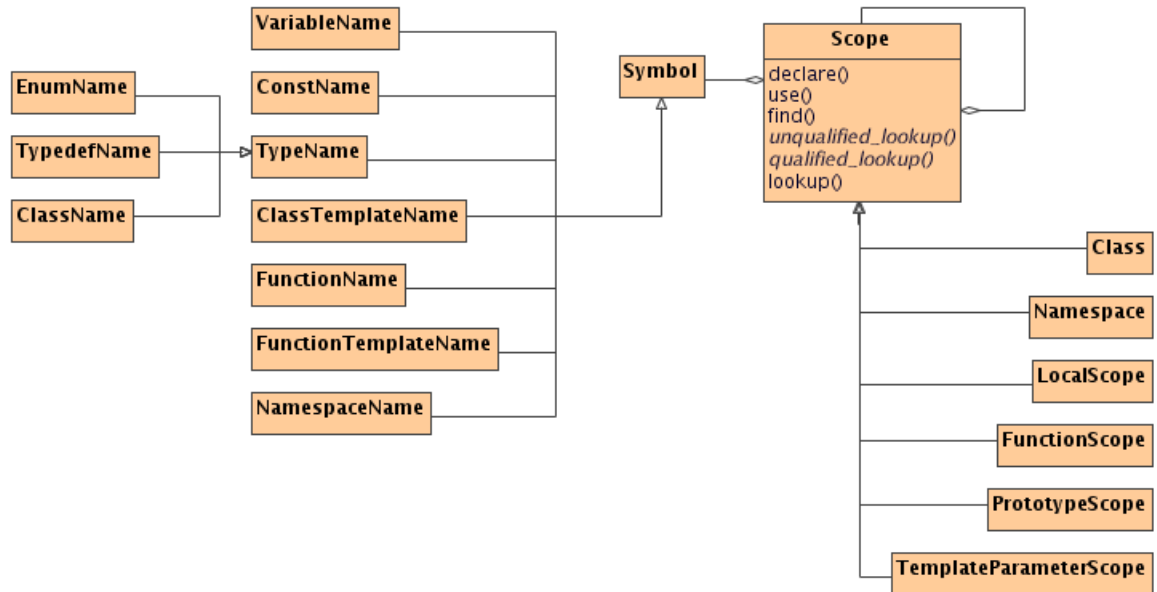 EnumName
TypedefName
ClassName
VariableName
ConstName
TypeName
ClassTemplateName
FunctionName
FunctionTemplateName
NamespaceName
Symbol
Scope
declare()
use()
find()
unqualified_lookup()
qualified_lookup()
lookup()
Class
Namespace
LocalScope
FunctionScope
PrototypeScope
TemplateParameterScope